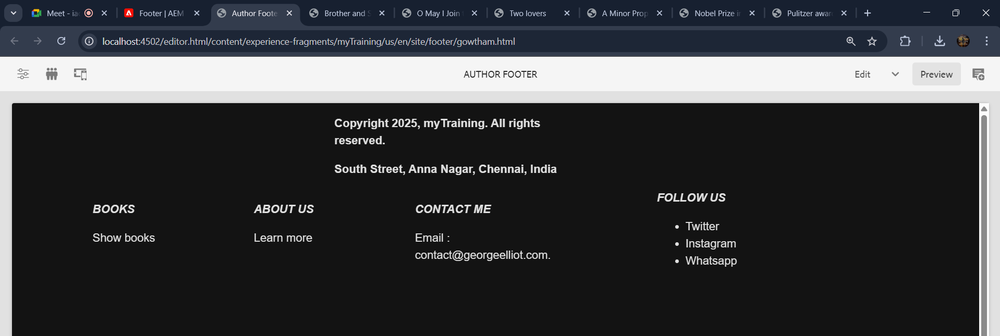 Meet - ia
Footer | AEM
Author Foote
Brother and S
O May I Join t
Two lovers
A Minor Prop
Nobel Prize in
Pulitzer awar
localhost:4502/editor.html/content/experience-fragments/myTraining/us/en/site/footer/gowtham.html
AUTHOR FOOTER
Edit
Preview
Copyright 2025, myTraining. All rights
reserved.
South Street, Anna Nagar, Chennai, India
BOOKS
Show books
ABOUT US
Learn more
CONTACT ME
Email :
contact@georgeelliot.com.
FOLLOW US
• Twitter
• Instagram
• Whatsapp